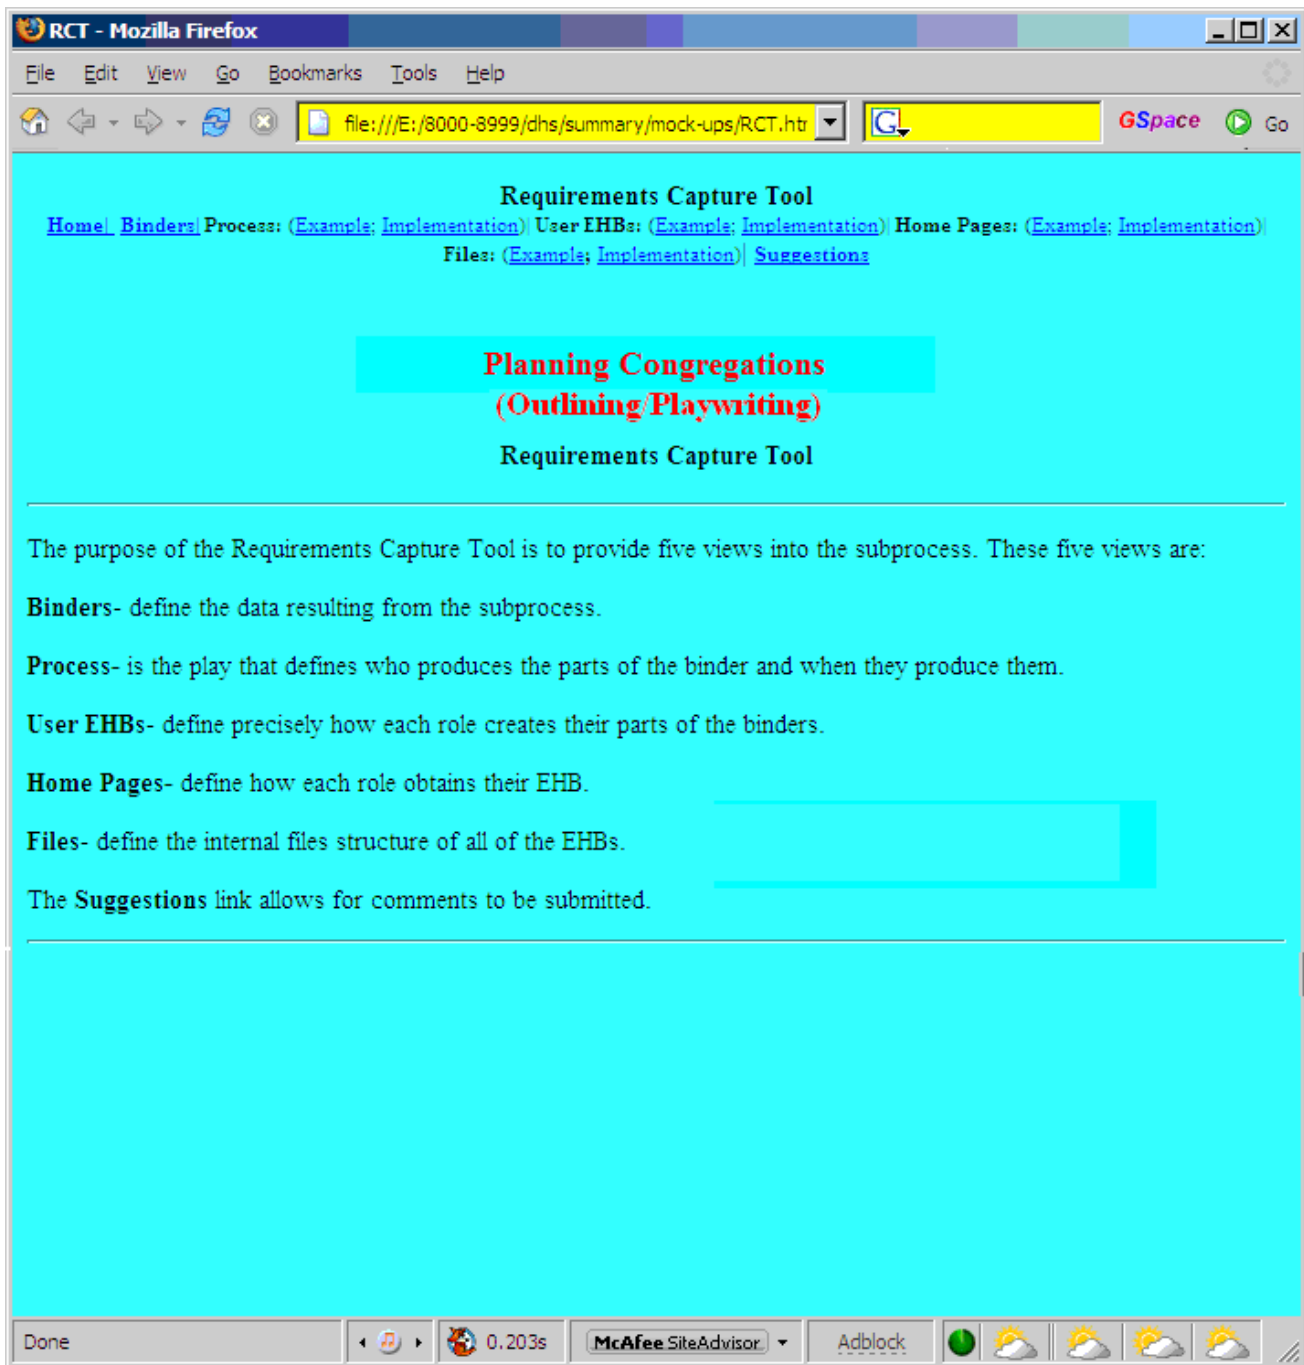 RCT - Mozilla Firefox
File Edit View Go Bookmarks Tools Help
file:///E:/8000-8999/dhs/summary/mock-ups/RCT.htr G GSpace Go
Requirements Capture Tool
Home| Binders| Process: (Example; Implementation)| User EHBs: (Example; Implementation)| Home Pages: (Example; Implementation)|
Files: (Example; Implementation)| Suggestions
Planning Congregations
(Outlining/Playwriting)
Requirements Capture Tool
The purpose of the Requirements Capture Tool is to provide five views into the subprocess. These five views are:
Binders- define the data resulting from the subprocess.
Process- is the play that defines who produces the parts of the binder and when they produce them.
User EHBs- define precisely how each role creates their parts of the binders.
Home Pages- define how each role obtains their EHB.
Files- define the internal files structure of all of the EHBs.
The Suggestions link allows for comments to be submitted.
Done 0.203s McAfee SiteAdvisor Adblock